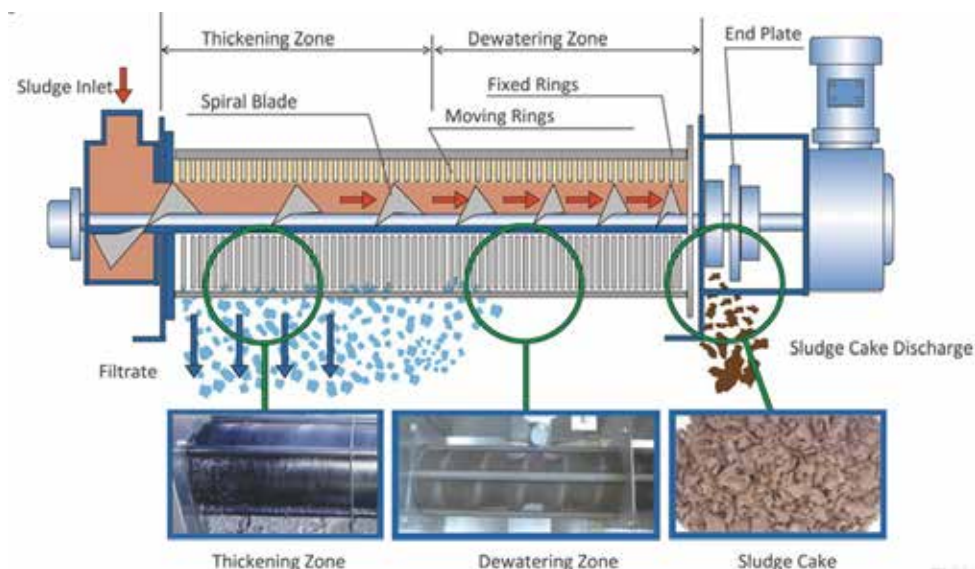 Thickening Zone
Dewatering Zone
End Plate
Sludge Inlet
Fixed Rings
Spiral Blade
Moving Rings
Sludge Cake Discharge
Filtrate
Thickening Zone
Dewatering Zone
Sludge Cake